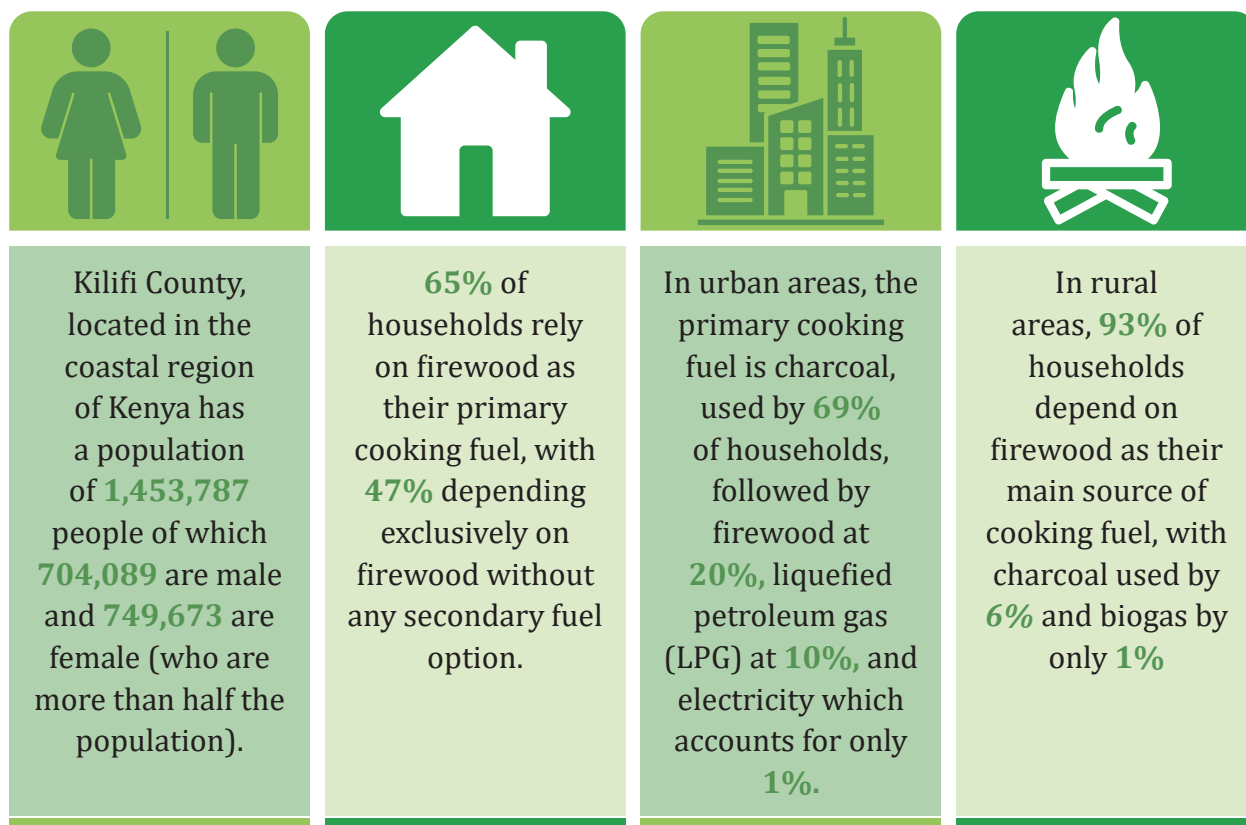 Kilifi County,
located in the
coastal region
of Kenya has
a population
of 1,453,787
people of which
704,089 are male
and 749,673 are
female (who are
more than half the
population).
65% of
households rely
on firewood as
their primary
cooking fuel, with
47% depending
exclusively on
firewood without
any secondary fuel
option.
In urban areas, the
primary cooking
fuel is charcoal,
used by 69%
of households,
followed by
firewood at
20%, liquefied
petroleum gas
(LPG) at 10%, and
electricity which
accounts for only
1%.
In rural
areas, 93% of
households
depend on
firewood as their
main source of
cooking fuel, with
charcoal used by
6% and biogas by
only 1%